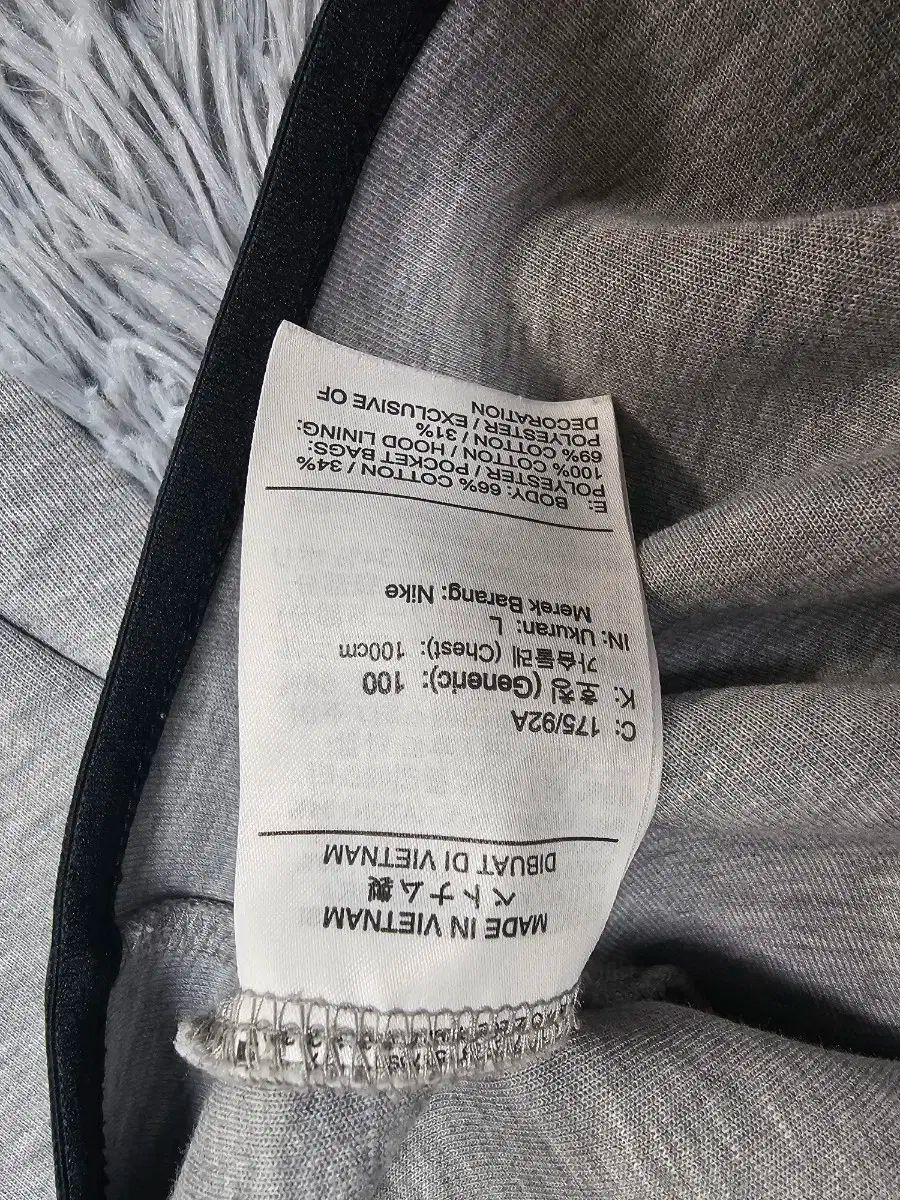 MADE IN VIETNAM
ベトナム製
DIBUAT DI VIETNAM
C: 175/92A
K: 호칭 (Generic): 100
가슴둘레 (Chest): 100cm
IN: Ukuran: L
Merek Barang: Nike
E:
BODY: 66% COTTON / 34%
POLYESTER / POCKET BAGS:
100% COTTON / HOOD LINING:
69% COTTON / 31%
POLYESTER / EXCLUSIVE OF
DECORATION